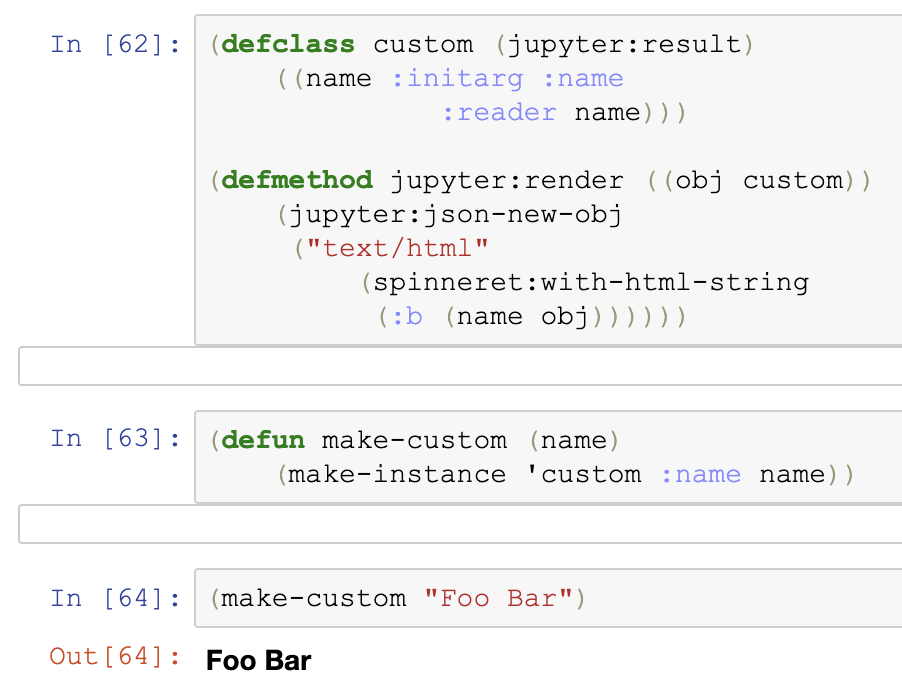 In [62]: (defclass custom (jupyter:result)
    ((name :initarg :name
              :reader name)))

(defmethod jupyter:render ((obj custom))
    (jupyter:json-new-obj
     ("text/html"
         (spinneret:with-html-string
          (:b (name obj))))))
In [63]: (defun make-custom (name)
    (make-instance 'custom :name name))
In [64]: (make-custom "Foo Bar")
Out[64]: Foo Bar